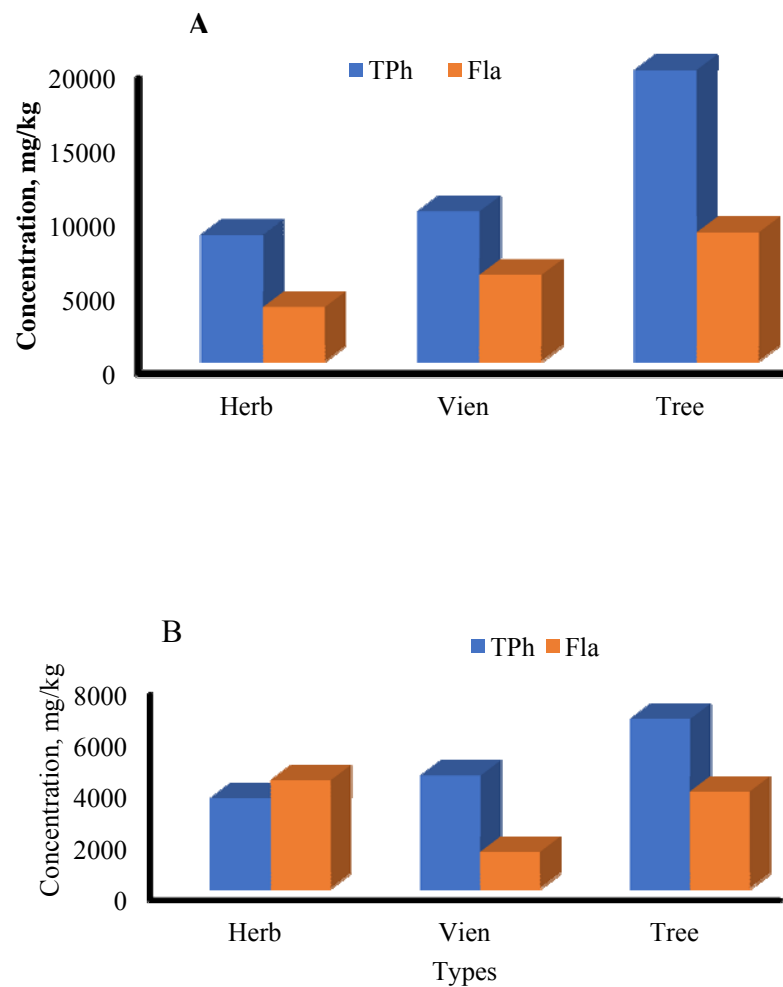 A
TPh Fla
20000
15000
10000
5000
0
Concentration, mg/kg
Herb Vien Tree
B
TPh Fla
8000
6000
4000
2000
0
Concentration, mg/kg
Herb Vien Tree
Types